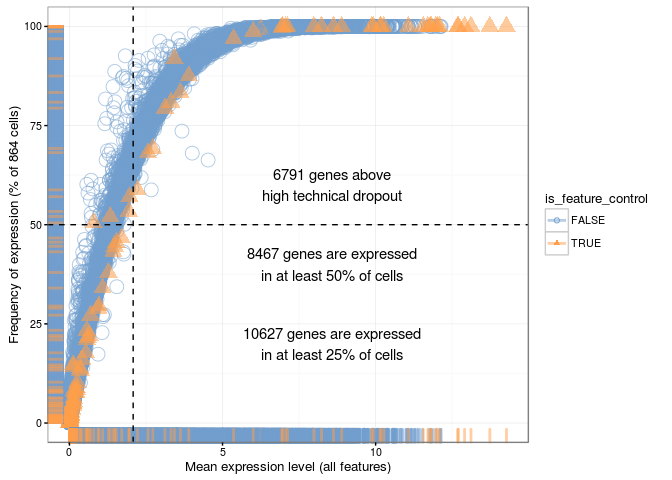 100
75
50
25
0
0
5
10
Frequency of expression (% of 864 cells)
Mean expression level (all features)
6791 genes above
high technical dropout
8467 genes are expressed
in at least 50% of cells
10627 genes are expressed
in at least 25% of cells
is_feature_control
FALSE
TRUE